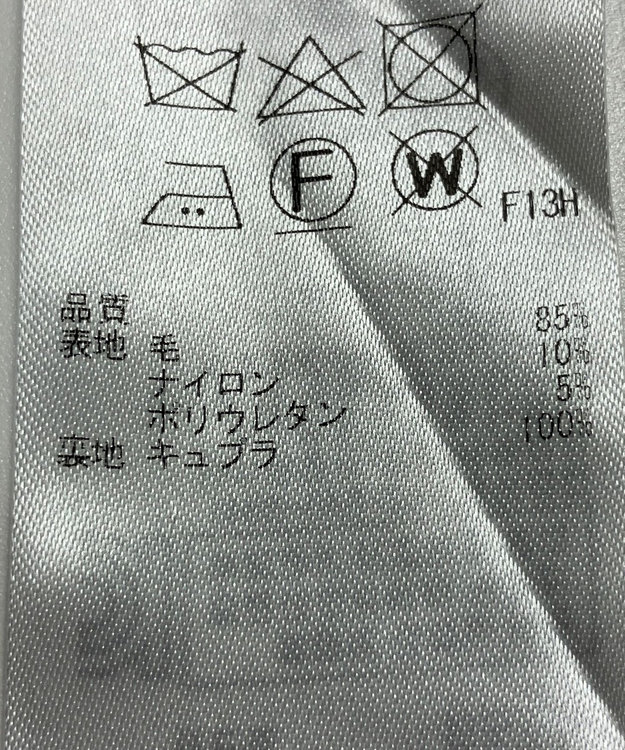 F W F13H
品質
表地 毛 85%
ナイロン 10%
ポリウレタン 5%
裏地 キュプラ 100%